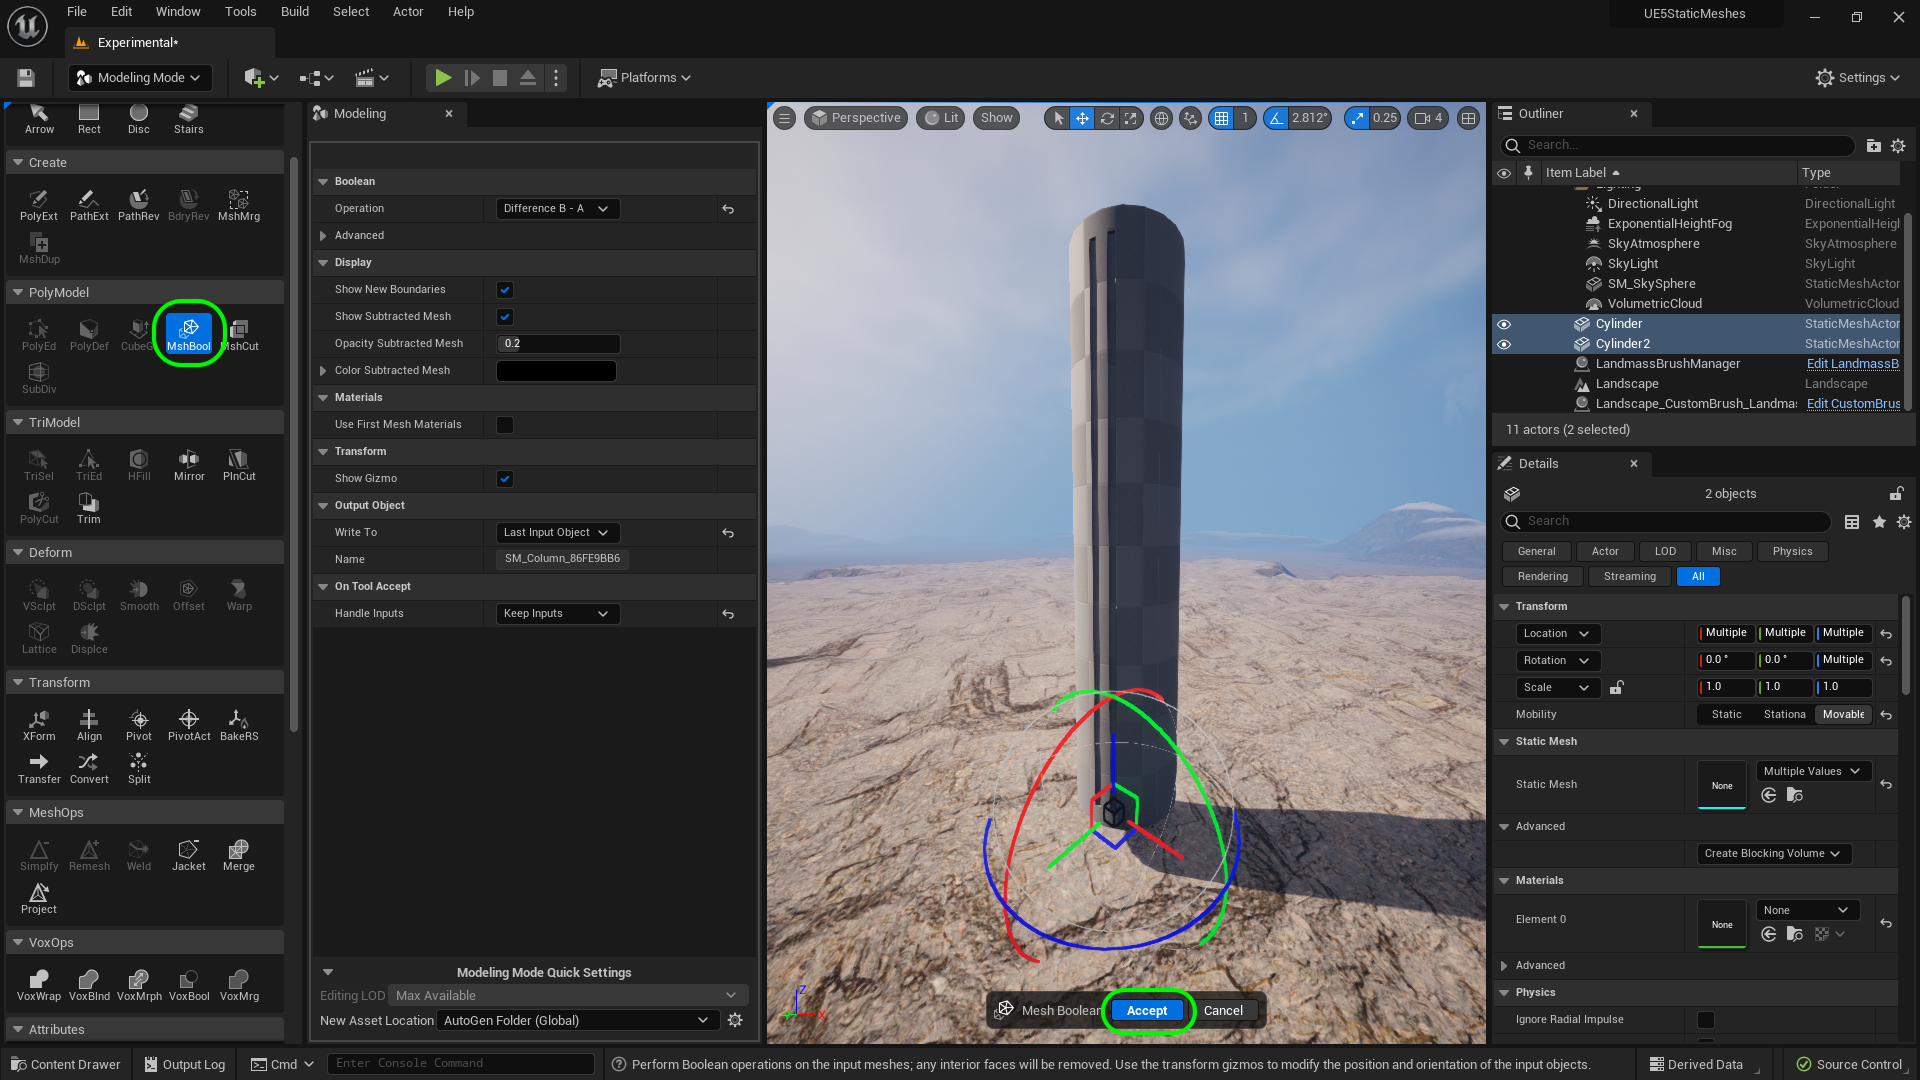 File Edit Window Tools Build Select Actor Help
UE5StaticMeshes
Experimental*
Modeling Mode
Platforms
Settings
Arrow Rect Disc Stairs
Create
PolyExt PathExt PathRev BdryRev MshMrg
MshDup
PolyModel
PolyEd PolyDef CubeG MshBool MshCut
SubDiv
TriModel
TriSel TriEd HFill Mirror PlnCut
PolyCut Trim
Deform
VSclpt DSclpt Smooth Offset Warp
Lattice Displce
Transform
XForm Align Pivot PivotAct BakeRS
Transfer Convert Split
MeshOps
Simplfy Remesh Weld Jacket Merge
Project
VoxOps
VoxWrap VoxBlnd VoxMrph VoxBool VoxMrg
Attributes
Modeling
Boolean
Operation Difference B - A
Advanced
Display
Show New Boundaries
Show Subtracted Mesh
Opacity Subtracted Mesh 0.2
Color Subtracted Mesh
Materials
Use First Mesh Materials
Transform
Show Gizmo
Output Object
Write To Last Input Object
Name SM_Column_86FE9BB6
On Tool Accept
Handle Inputs Keep Inputs
Modeling Mode Quick Settings
Editing LOD Max Available
New Asset Location AutoGen Folder (Global)
Perspective Lit Show 1 2.812° 0.25 4
Z
X
Mesh Boolean Accept Cancel
Outliner
Search...
Item Label Type
Lighting Folder
DirectionalLight DirectionalLight
ExponentialHeightFog ExponentialHeigl
SkyAtmosphere SkyAtmosphere
SkyLight SkyLight
SM_SkySphere StaticMeshActor
VolumetricCloud VolumetricCloud
Cylinder StaticMeshActor
Cylinder2 StaticMeshActor
LandmassBrushManager Edit LandmassB
Landscape Landscape
Landscape_CustomBrush_Landmas Edit CustomBrus
11 actors (2 selected)
Details
2 objects
Search
General Actor LOD Misc Physics
Rendering Streaming All
Transform
Location Multiple Multiple Multiple
Rotation 0.0 ° 0.0 ° Multiple
Scale 1.0 1.0 1.0
Mobility Static Stationa Movable
Static Mesh
Static Mesh None Multiple Values
Advanced
Create Blocking Volume
Materials
Element 0 None None
Advanced
Physics
Ignore Radial Impulse
Content Drawer Output Log Cmd Enter Console Command Perform Boolean operations on the input meshes; any interior faces will be removed. Use the transform gizmos to modify the position and orientation of the input objects. Derived Data Source Control